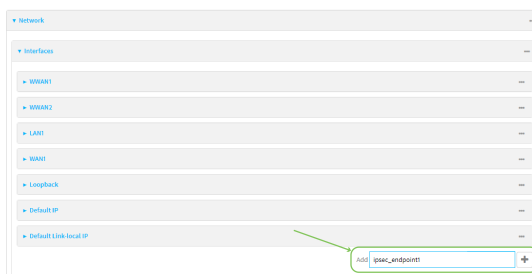 Network
Interfaces
WWAN1
WWAN2
LAN1
WAN1
Loopback
Default IP
Default Link-local IP
Add ipsec_endpoint1